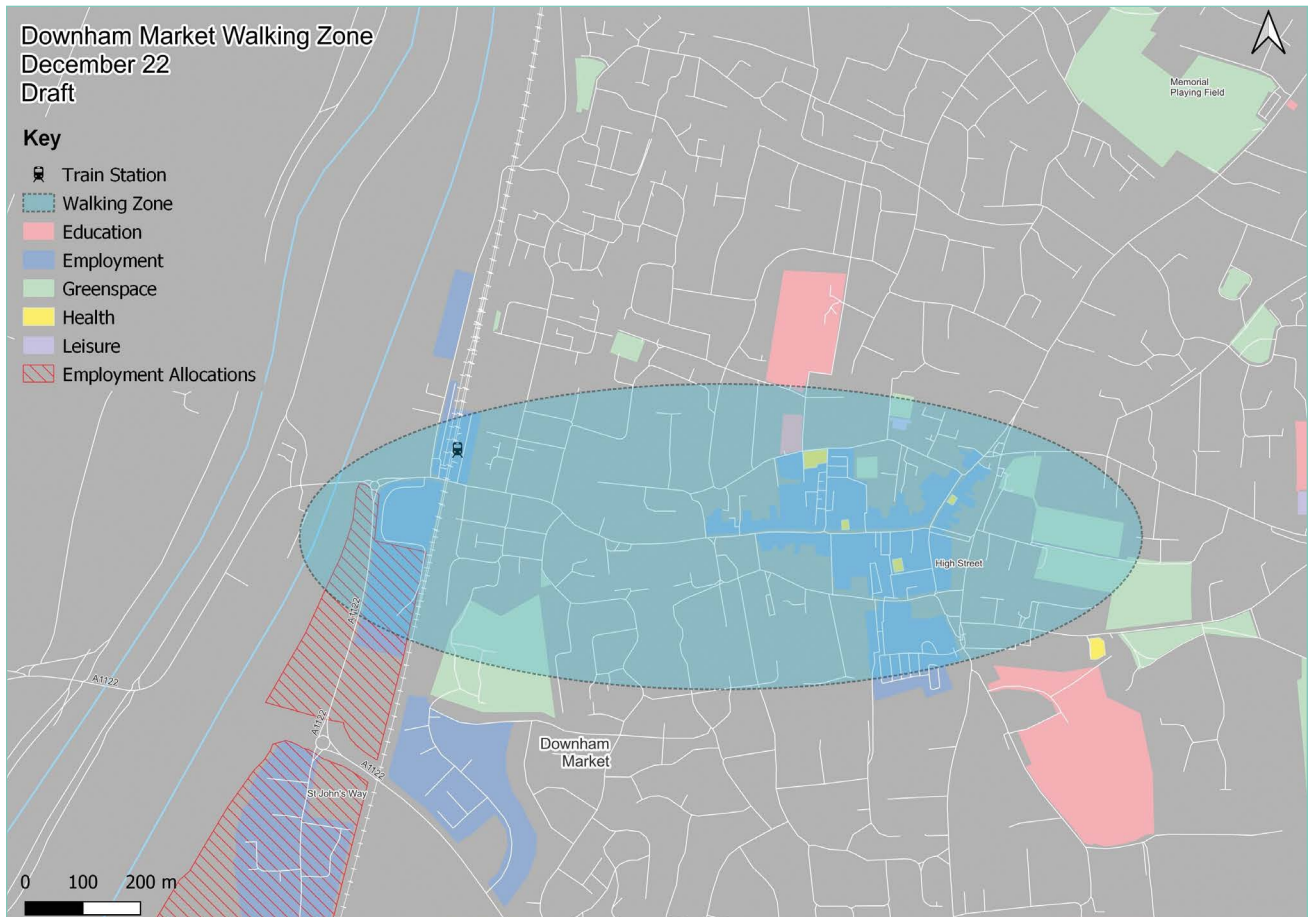 Downham Market Walking Zone
December 22
Draft
Key
Train Station
Walking Zone
Education
Employment
Greenspace
Health
Leisure
Employment Allocations
Memorial
Playing Field
High Street
A1122
A1122
A1122
A1122
Downham
Market
St John's Way
0 100 200 m